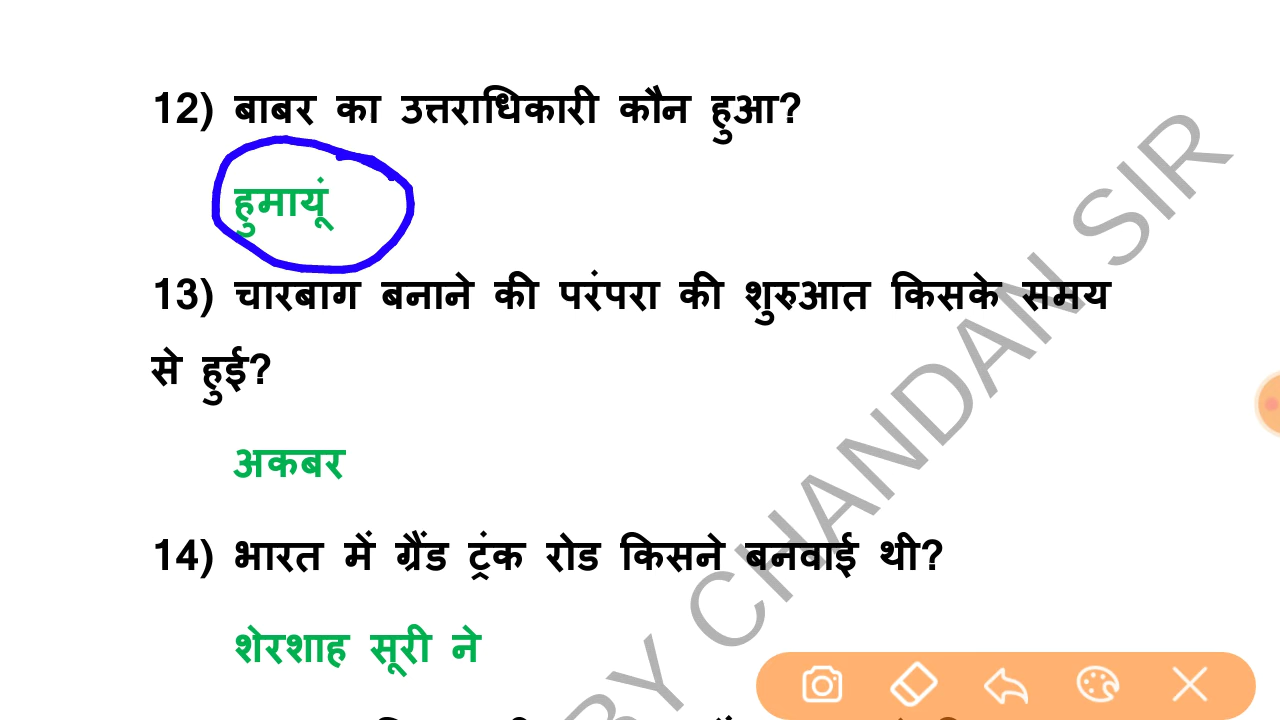 12) बाबर का उत्तराधिकारी कौन हुआ?
हुमायूं
13) चारबाग बनाने की परंपरा की शुरुआत किसके समय
से हुई?
अकबर
14) भारत में ग्रैंड ट्रंक रोड किसने बनवाई थी?
शेरशाह सूरी ने
BY CHANDAN SIR